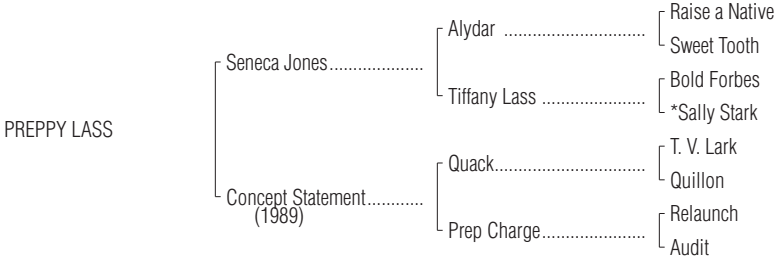 Raise a Native
Alydar ..............................
Sweet Tooth
Seneca Jones....................
Bold Forbes
Tiffany Lass ......................
*Sally Stark
PREPPY LASS
T. V. Lark
Quack................................
Quillon
Concept Statement............
(1989)
Relaunch
Prep Charge......................
Audit